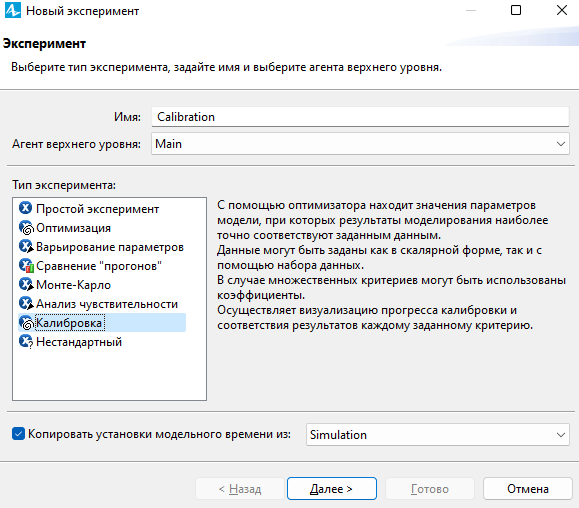 Новый эксперимент
Эксперимент
Выберите тип эксперимента, задайте имя и выберите агента верхнего уровня.
Имя: Calibration
Агент верхнего уровня: Main
Тип эксперимента:
Простой эксперимент
Оптимизация
Варьирование параметров
Сравнение "прогонов"
Монте-Карло
Анализ чувствительности
Калибровка
Нестандартный
С помощью оптимизатора находит значения параметров
модели, при которых результаты моделирования наиболее
точно соответствуют заданным данным.
Данные могут быть заданы как в скалярной форме, так и с
помощью набора данных.
В случае множественных критериев могут быть использованы
коэффициенты.
Осуществляет визуализацию прогресса калибровки и
соответствия результатов каждому заданному критерию.
Копировать установки модельного времени из: Simulation
< Назад Далее > Готово Отмена